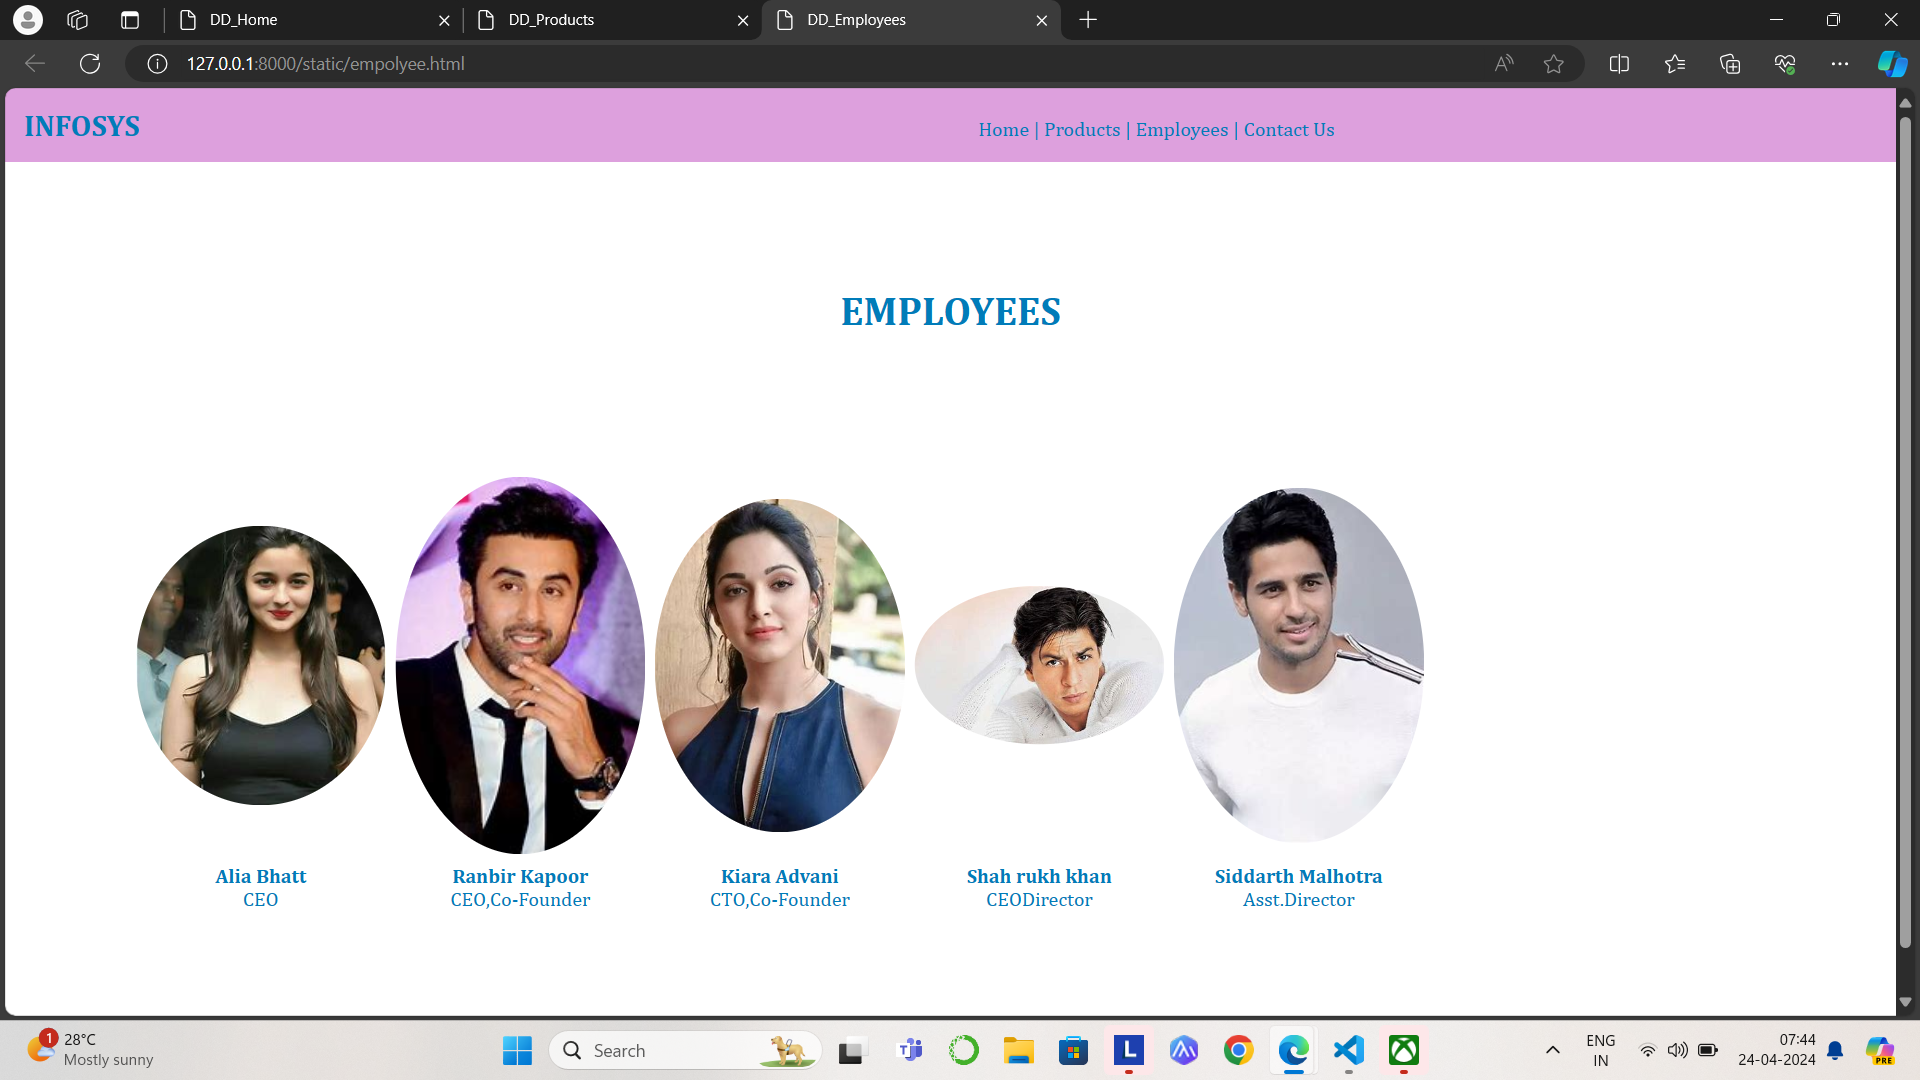 DD_Home
DD_Products
DD_Employees
127.0.0.1:8000/static/empolyee.html
INFOSYS
Home | Products | Employees | Contact Us
EMPLOYEES
Alia Bhatt
CEO
Ranbir Kapoor
CEO,Co-Founder
Kiara Advani
CTO,Co-Founder
Shah rukh khan
CEODirector
Siddarth Malhotra
Asst.Director
1
28°C
Mostly sunny
Search
L
ENG
IN
07:44
24-04-2024
PRE